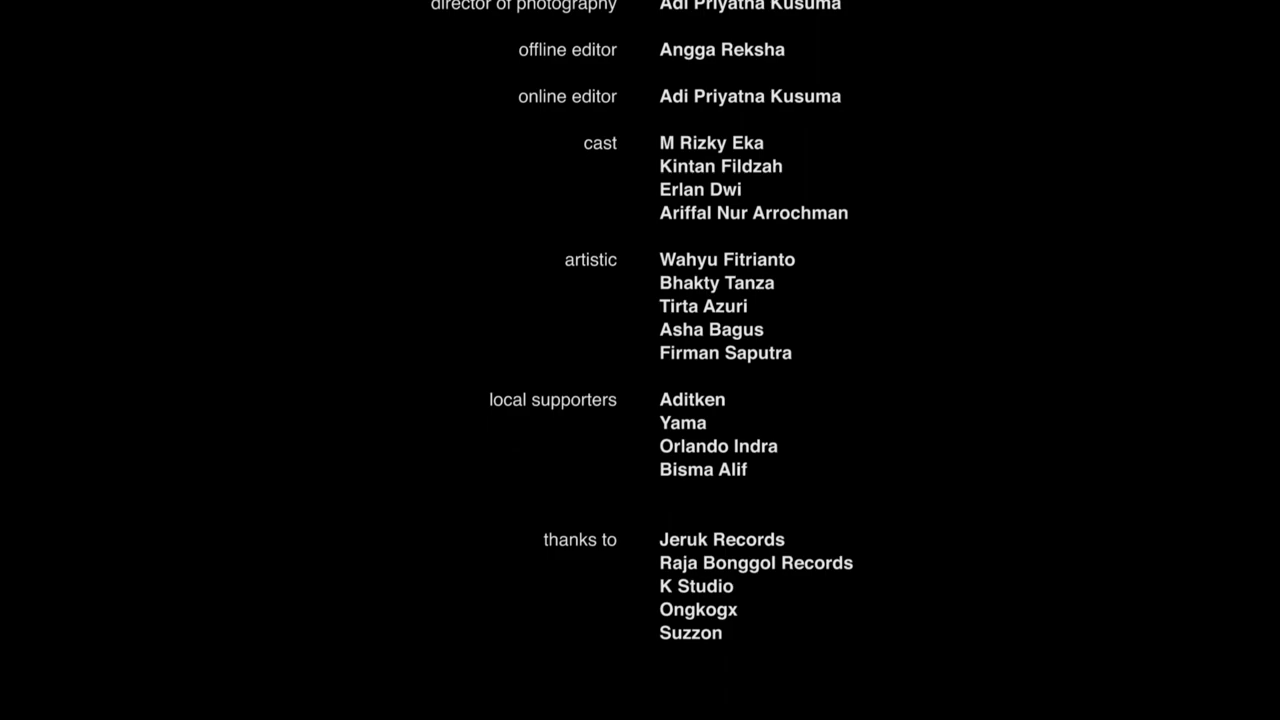 director of photography Adi Priyatna Kusuma
offline editor Angga Reksha
online editor Adi Priyatna Kusuma
cast M Rizky Eka
Kintan Fildzah
Erlan Dwi
Ariffal Nur Arrochman
artistic Wahyu Fitrianto
Bhakty Tanza
Tirta Azuri
Asha Bagus
Firman Saputra
local supporters Aditken
Yama
Orlando Indra
Bisma Alif
thanks to Jeruk Records
Raja Bonggol Records
K Studio
Ongkogx
Suzzon